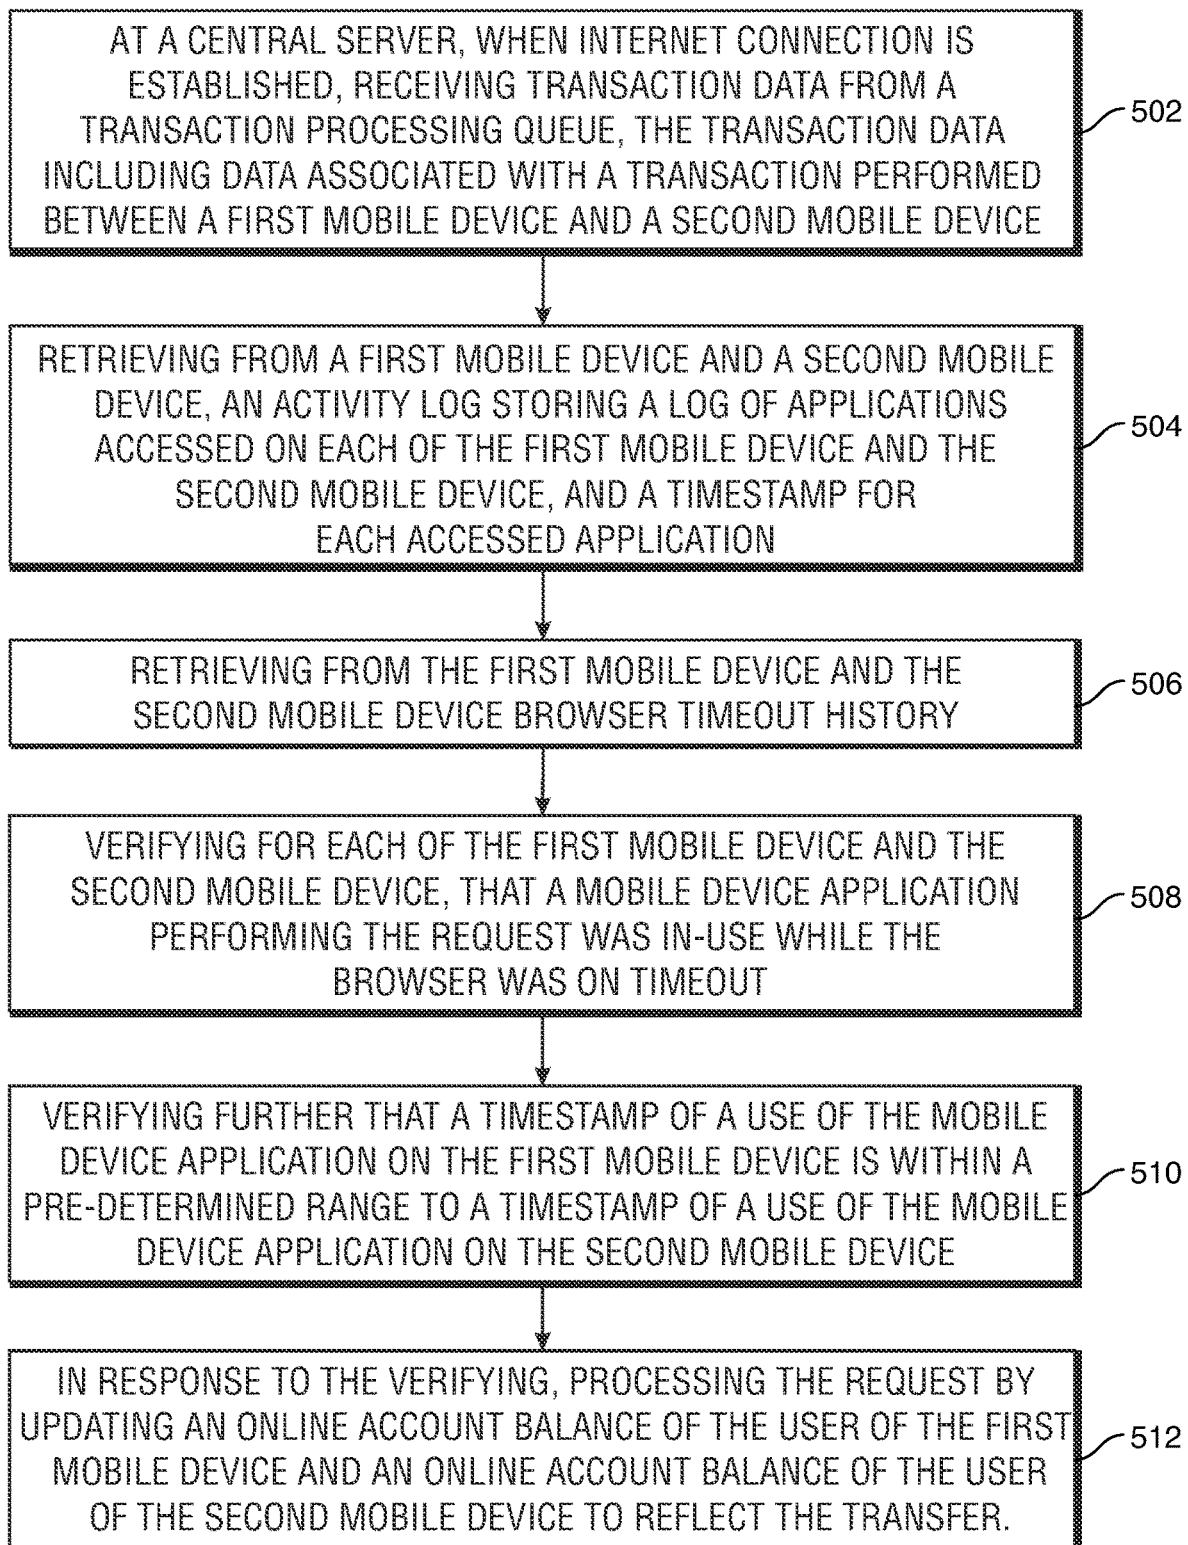 AT A CENTRAL SERVER, WHEN INTERNET CONNECTION IS
ESTABLISHED, RECEIVING TRANSACTION DATA FROM A
TRANSACTION PROCESSING QUEUE, THE TRANSACTION DATA
INCLUDING DATA ASSOCIATED WITH A TRANSACTION PERFORMED
BETWEEN A FIRST MOBILE DEVICE AND A SECOND MOBILE DEVICE
502
RETRIEVING FROM A FIRST MOBILE DEVICE AND A SECOND MOBILE
DEVICE, AN ACTIVITY LOG STORING A LOG OF APPLICATIONS
ACCESSED ON EACH OF THE FIRST MOBILE DEVICE AND THE
SECOND MOBILE DEVICE, AND A TIMESTAMP FOR
EACH ACCESSED APPLICATION
504
RETRIEVING FROM THE FIRST MOBILE DEVICE AND THE
SECOND MOBILE DEVICE BROWSER TIMEOUT HISTORY
506
VERIFYING FOR EACH OF THE FIRST MOBILE DEVICE AND THE
SECOND MOBILE DEVICE, THAT A MOBILE DEVICE APPLICATION
PERFORMING THE REQUEST WAS IN-USE WHILE THE
BROWSER WAS ON TIMEOUT
508
VERIFYING FURTHER THAT A TIMESTAMP OF A USE OF THE MOBILE
DEVICE APPLICATION ON THE FIRST MOBILE DEVICE IS WITHIN A
PRE-DETERMINED RANGE TO A TIMESTAMP OF A USE OF THE MOBILE
DEVICE APPLICATION ON THE SECOND MOBILE DEVICE
510
IN RESPONSE TO THE VERIFYING, PROCESSING THE REQUEST BY
UPDATING AN ONLINE ACCOUNT BALANCE OF THE USER OF THE FIRST
MOBILE DEVICE AND AN ONLINE ACCOUNT BALANCE OF THE USER
OF THE SECOND MOBILE DEVICE TO REFLECT THE TRANSFER.
512